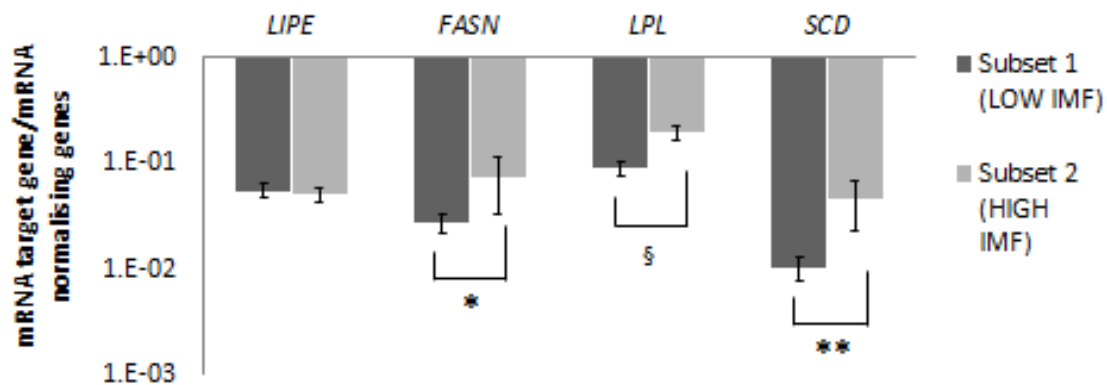 LIPE FASN LPL SCD
1.E+00
1.E-01
1.E-02
1.E-03
mRNA target gene/mRNA
normalising genes
*
§
**
Subset 1
(LOW IMF)
Subset 2
(HIGH
IMF)